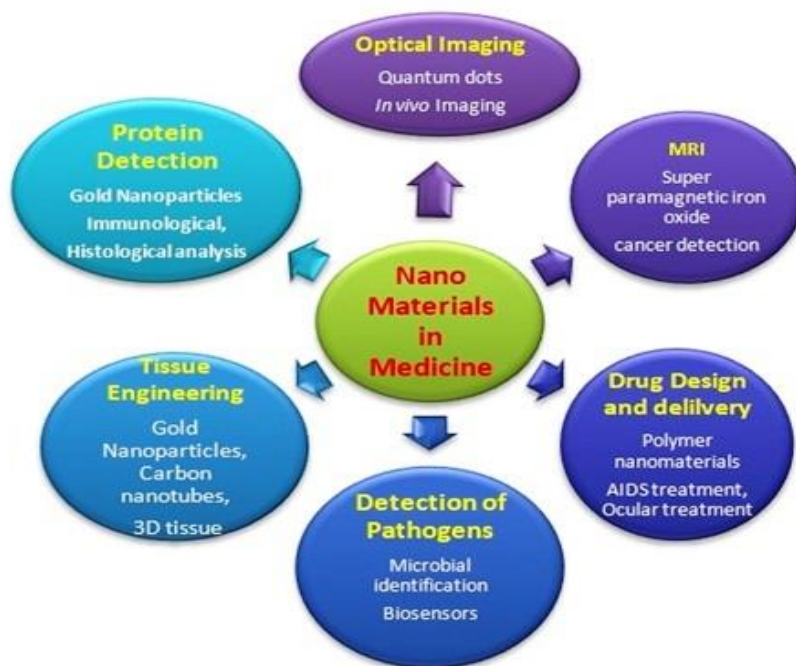 Optical Imaging
Quantum dots
In vivo Imaging
Protein
Detection
Gold Nanoparticles
Immunological,
Histological analysis
MRI
Super
paramagnetic iron
oxide
cancer detection
Nano
Materials
in
Medicine
Tissue
Engineering
Gold
Nanoparticles,
Carbon
nanotubes,
3D tissue
Drug Design
and delilvery
Polymer
nanomaterials
AIDS treatment,
Ocular treatment
Detection of
Pathogens
Microbial
identification
Biosensors